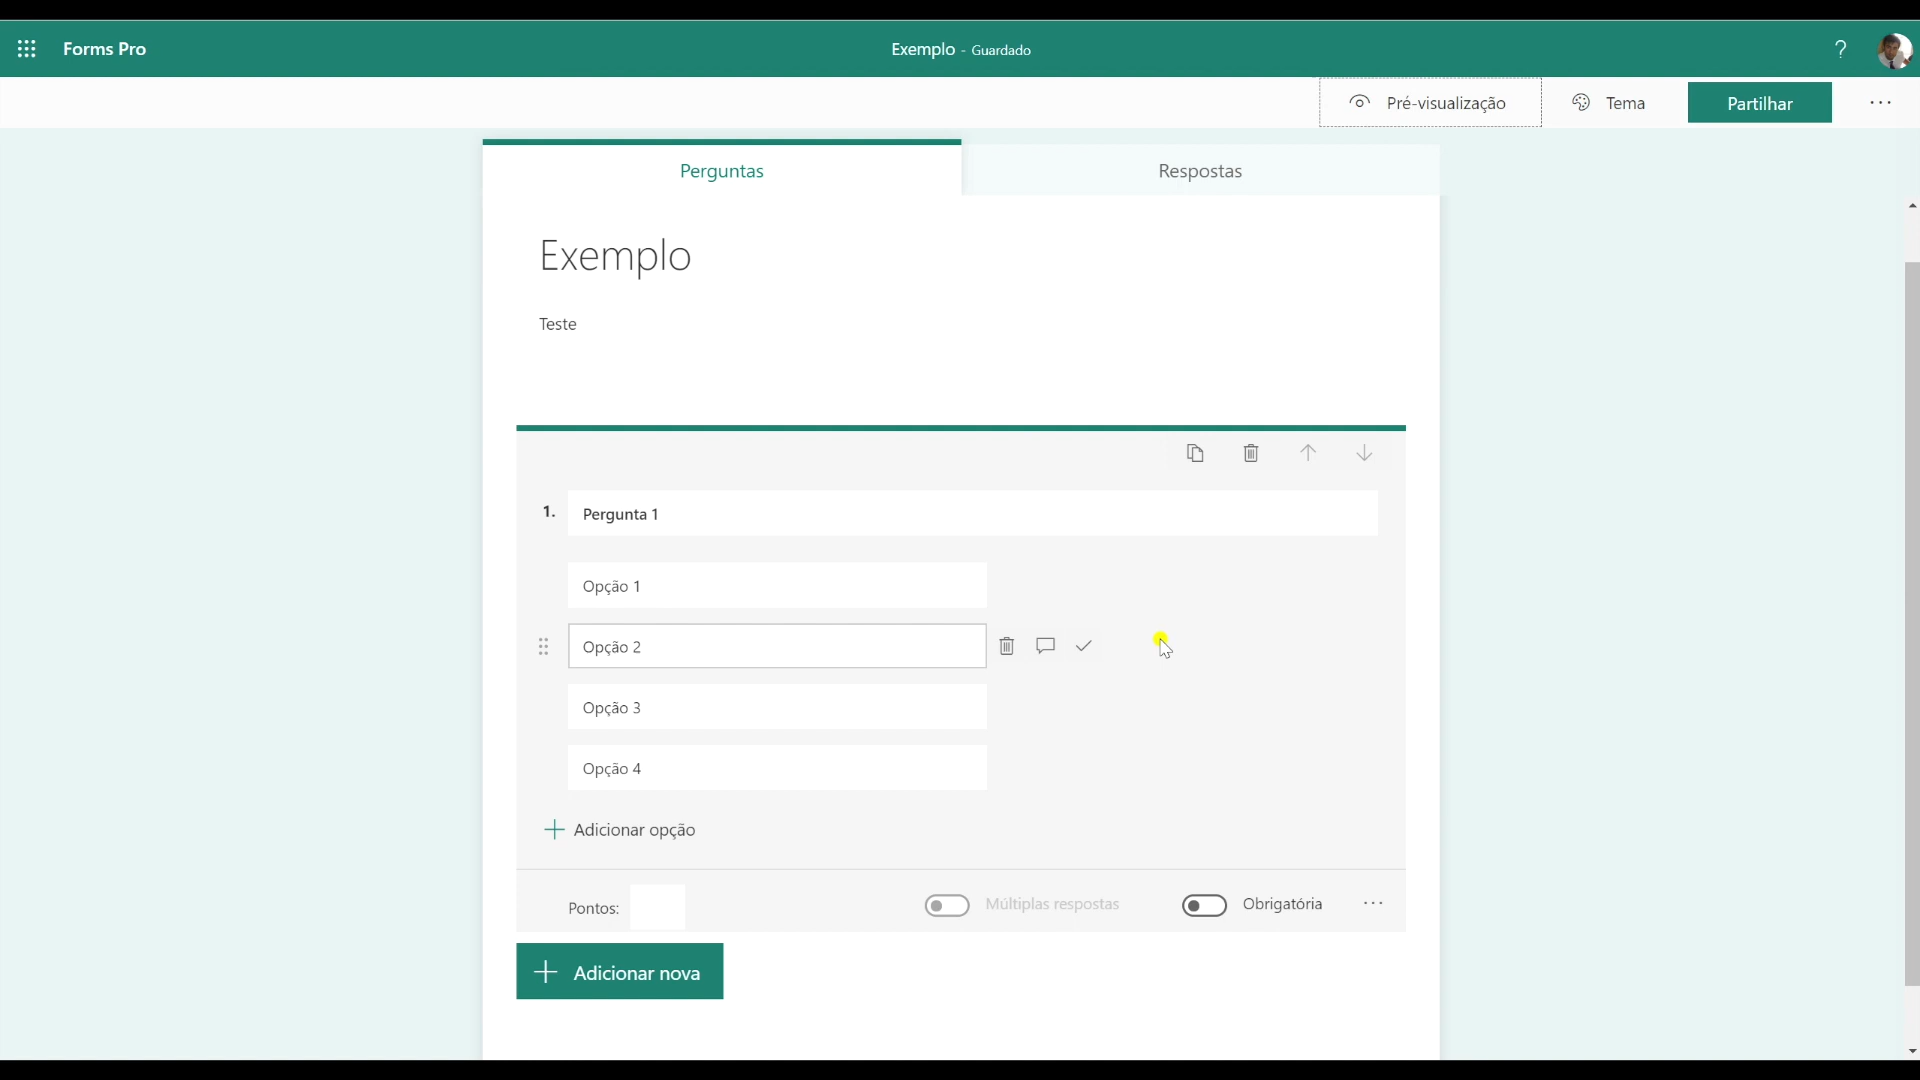 Forms Pro
Exemplo - Guardado
?
Pré-visualização
Tema
Partilhar
...
Perguntas
Respostas
Exemplo
Teste
1.
Pergunta 1
Opção 1
Opção 2
Opção 3
Opção 4
Adicionar opção
Pontos:
Múltiplas respostas
Obrigatória
...
Adicionar nova